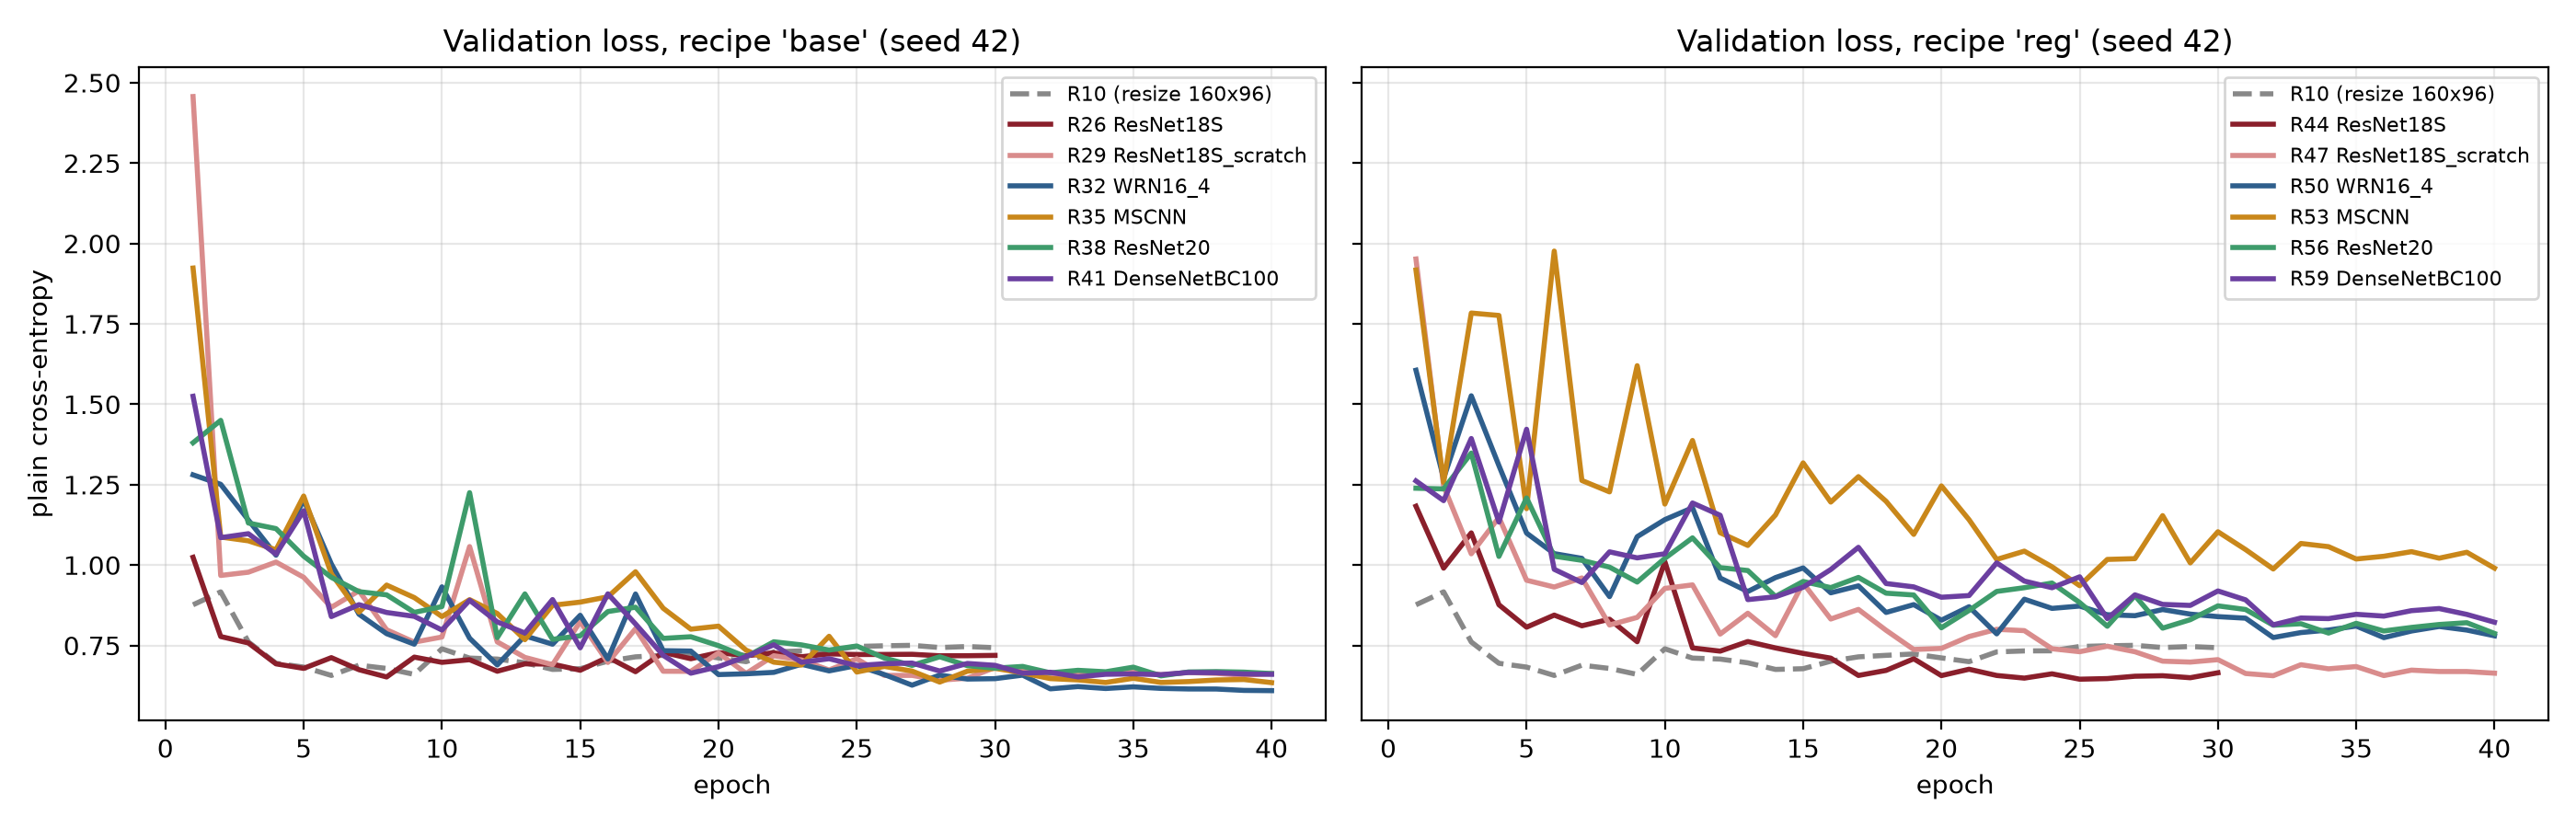 Validation loss, recipe 'base' (seed 42)
plain cross-entropy
2.50
2.25
2.00
1.75
1.50
1.25
1.00
0.75
R10 (resize 160x96)
R26 ResNet18S
R29 ResNet18S_scratch
R32 WRN16_4
R35 MSCNN
R38 ResNet20
R41 DenseNetBC100
0 5 10 15 20 25 30 35 40
epoch
Validation loss, recipe 'reg' (seed 42)
R10 (resize 160x96)
R44 ResNet18S
R47 ResNet18S_scratch
R50 WRN16_4
R53 MSCNN
R56 ResNet20
R59 DenseNetBC100
0 5 10 15 20 25 30 35 40
epoch